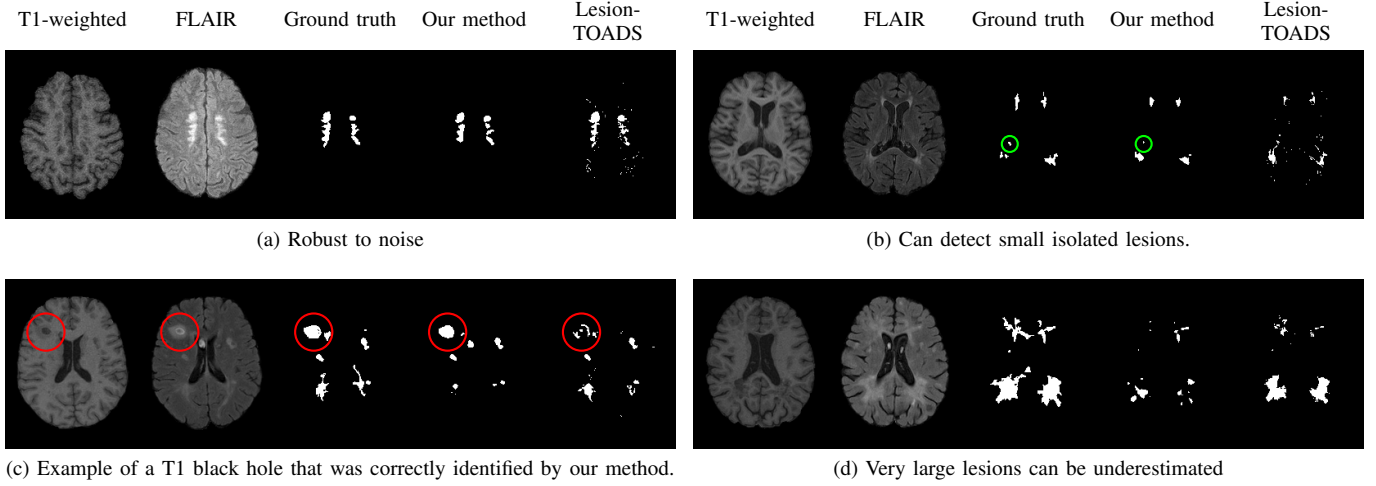 T1-weighted FLAIR Ground truth Our method Lesion-
TOADS
T1-weighted FLAIR Ground truth Our method Lesion-
TOADS
(a) Robust to noise
(b) Can detect small isolated lesions.
(c) Example of a T1 black hole that was correctly identified by our method.
(d) Very large lesions can be underestimated